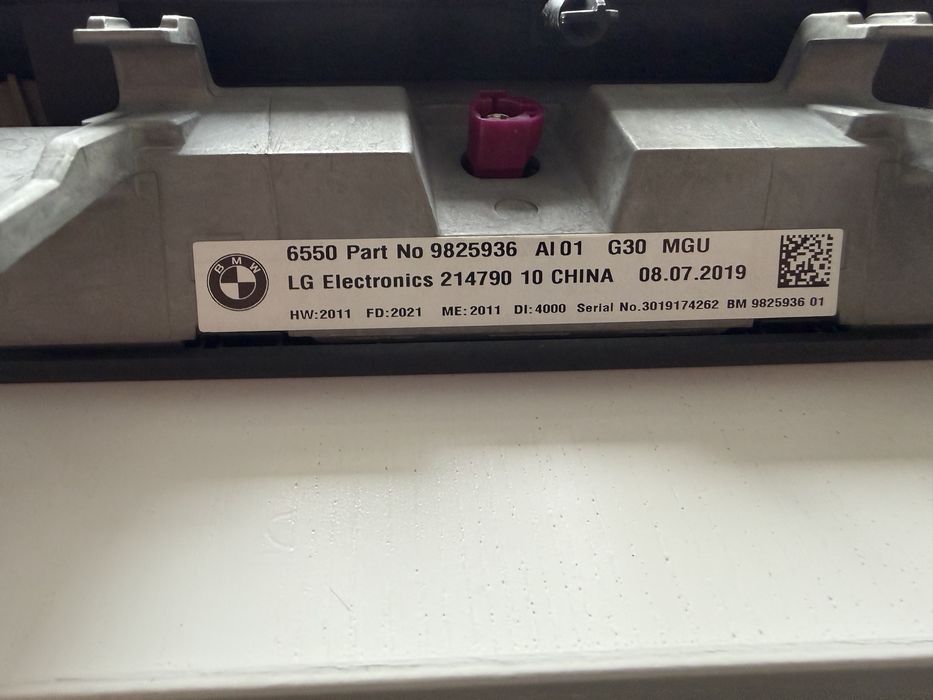 BMW
6550 Part No 9825936 AI 01 G30 MGU
LG Electronics 214790 10 CHINA 08.07.2019
HW:2011 FD:2021 ME:2011 DI:4000 Serial No.3019174262 BM 9825936 01